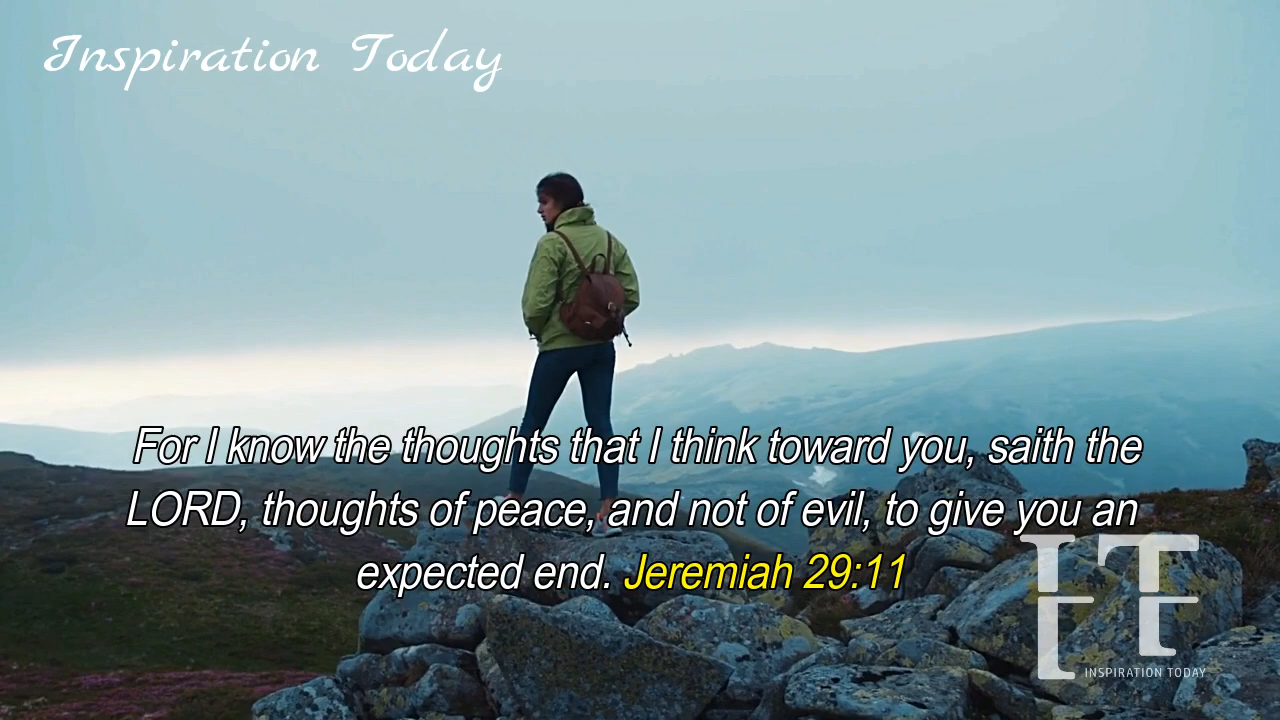 Inspiration Today
For I know the thoughts that I think toward you, saith the
LORD, thoughts of peace, and not of evil, to give you an
expected end. Jeremiah 29:11
IT
INSPIRATION TODAY